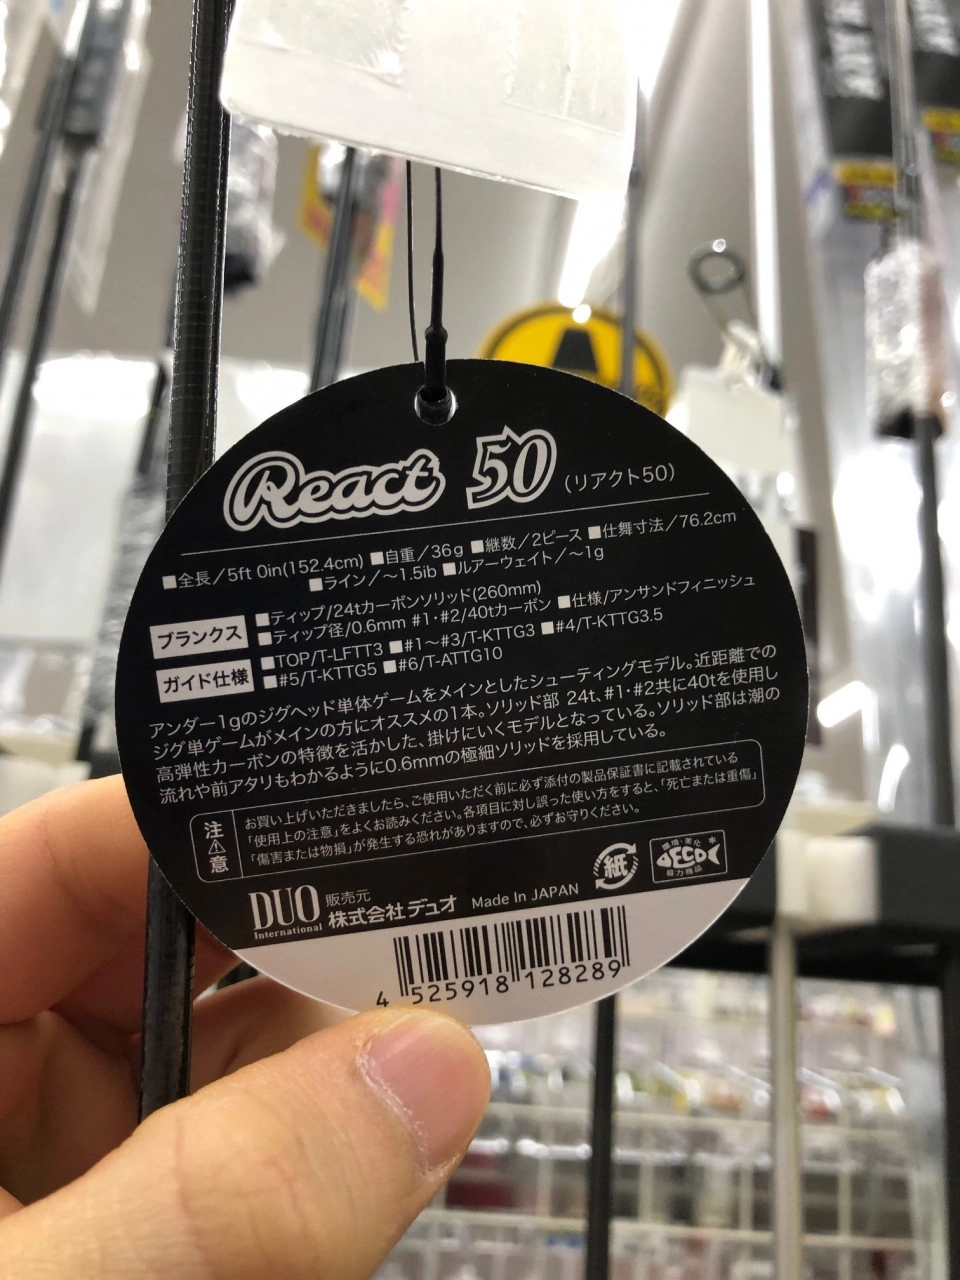 React 50 (リアクト50)
■全長／5ft 0in(152.4cm) ■自重／36g ■継数／2ピース ■仕舞寸法／76.2cm
■ライン／～1.5ib ■ルアーウェイト／～1g
ブランクス
■ティップ/24tカーボンソリッド(260mm)
■ティップ径/0.6mm #1・#2/40tカーボン ■仕様/アンサンドフィニッシュ
ガイド仕様
■TOP/T-LFTT3 ■#1～#3/T-KTTG3 ■#4/T-KTTG3.5
■#5/T-KTTG5 ■#6/T-ATTG10
アンダー1gのジグヘッド単体ゲームをメインとしたシューティングモデル。近距離での
ジグ単ゲームがメインの方にオススメの1本。ソリッド部 24t、#1・#2共に40tを使用し
高弾性カーボンの特徴を活かした、掛けにいくモデルとなっている。ソリッド部は潮の
流れや前アタリもわかるように0.6mmの極細ソリッドを採用している。
注意
お買い上げいただきましたら、ご使用いただく前に必ず添付の製品保証書に記載されている
「使用上の注意」をよくお読みください。各項目に対し誤った使い方をすると、「死亡または重傷」
「傷害または物損」が発生する恐れがありますので、必ずお守りください。
紙
環境・美化
ECO
協力商品
DUO International
販売元
株式会社デュオ Made In JAPAN
4 525918 128289